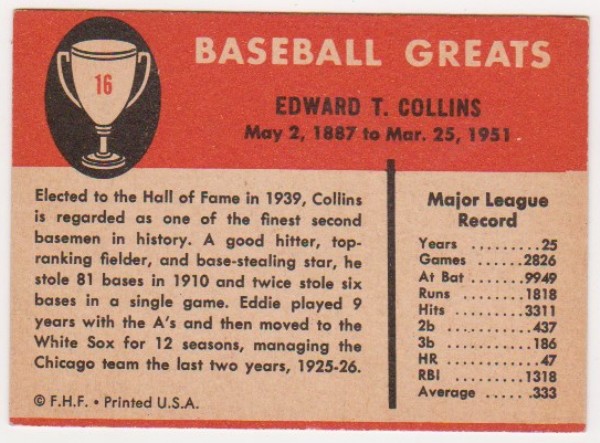 16
BASEBALL GREATS
EDWARD T. COLLINS
May 2, 1887 to Mar. 25, 1951
Elected to the Hall of Fame in 1939, Collins
is regarded as one of the finest second
basemen in history. A good hitter, top-
ranking fielder, and base-stealing star, he
stole 81 bases in 1910 and twice stole six
bases in a single game. Eddie played 9
years with the A's and then moved to the
White Sox for 12 seasons, managing the
Chicago team the last two years, 1925-26.
© F.H.F. • Printed U.S.A.
Major League
Record
Years .........25
Games .......2826
At Bat .......9949
Runs .........1818
Hits ..........3311
2b .............437
3b .............186
HR .............47
RBI ...........1318
Average .......333